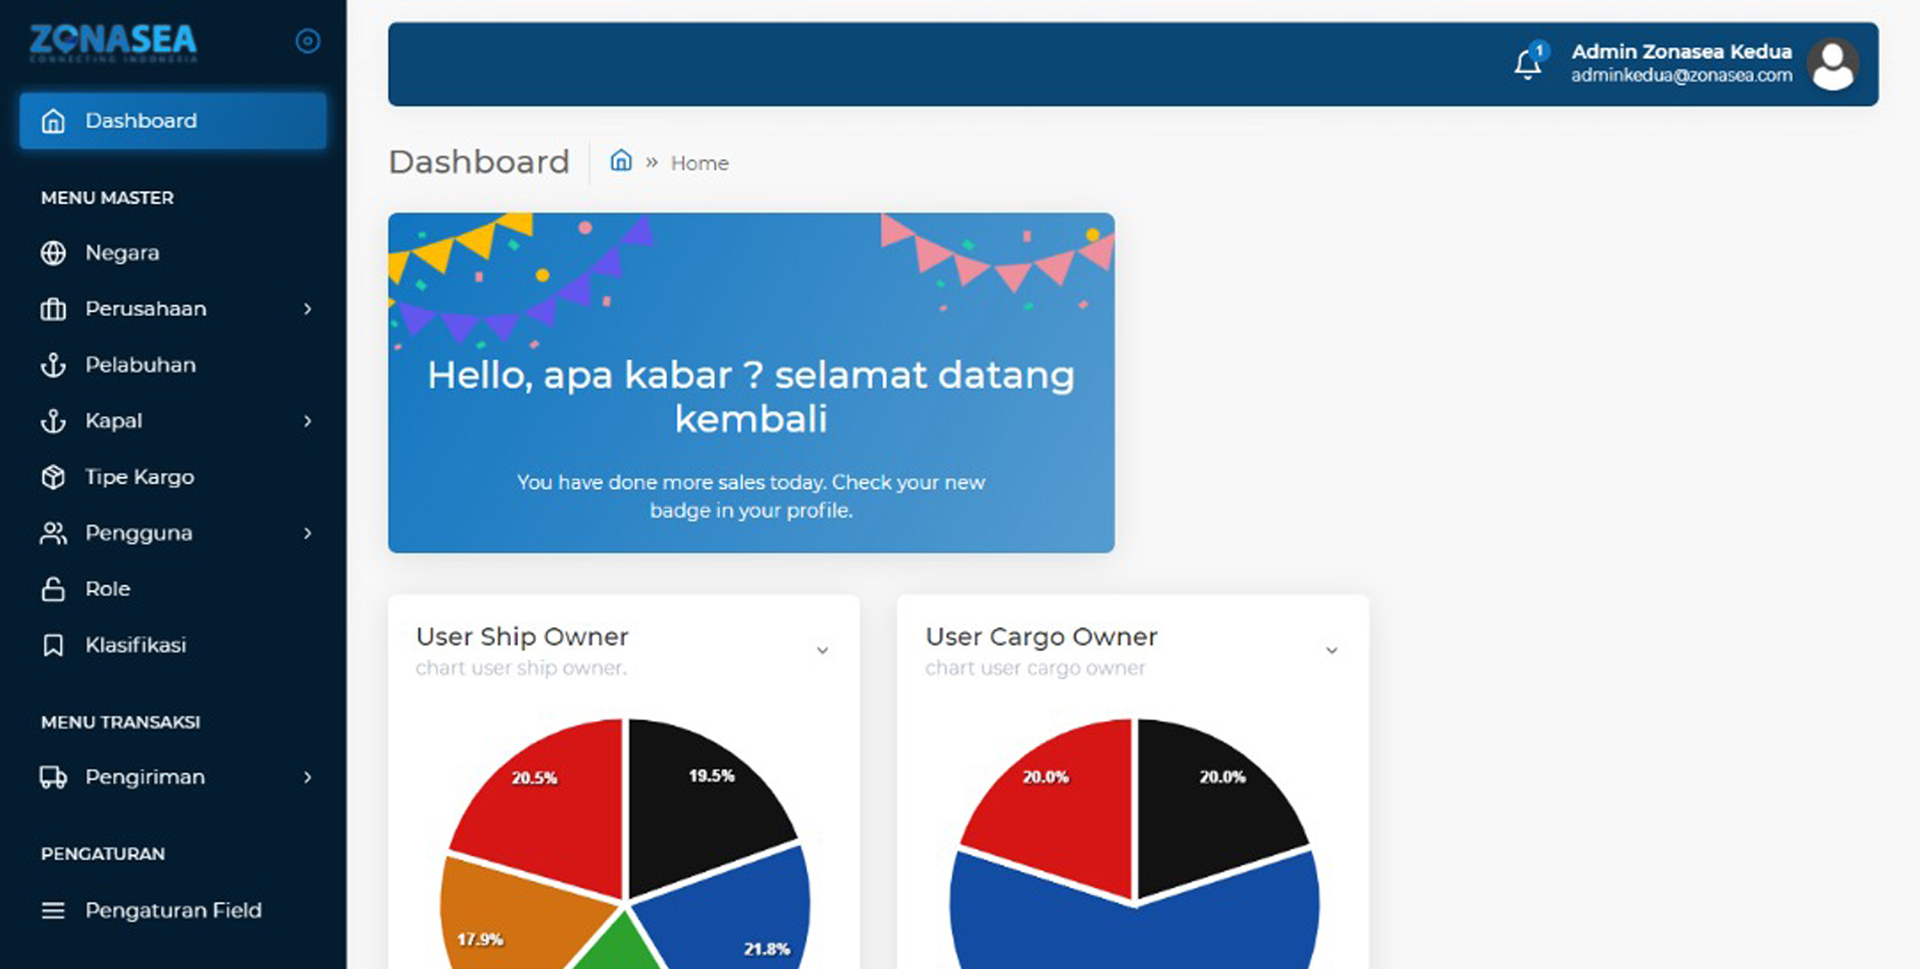 ZONASEA
CONNECTING INDONESIA
Dashboard
MENU MASTER
Negara
Perusahaan
Pelabuhan
Kapal
Tipe Kargo
Pengguna
Role
Klasifikasi
MENU TRANSAKSI
Pengiriman
PENGATURAN
Pengaturan Field
1
Admin Zonasea Kedua
adminkedua@zonasea.com
Dashboard
» Home
Hello, apa kabar ? selamat datang
kembali
You have done more sales today. Check your new
badge in your profile.
User Ship Owner
chart user ship owner.
20.5%
19.5%
17.9%
21.8%
User Cargo Owner
chart user cargo owner
20.0%
20.0%